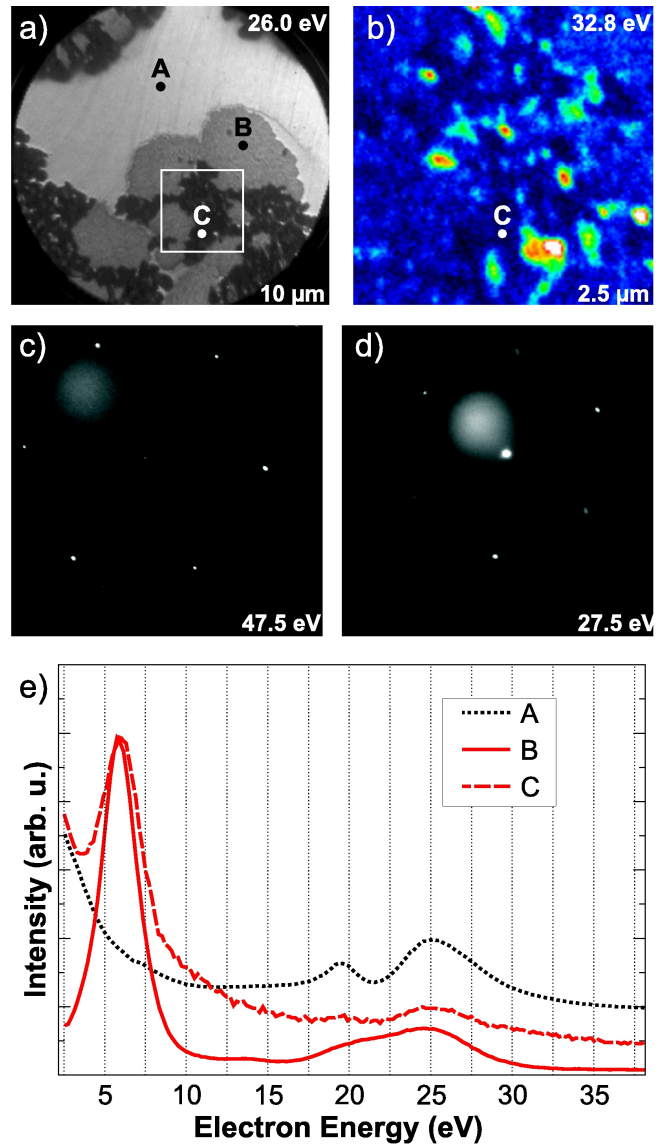 a)
26.0 eV
A
B
C
10 µm
b)
32.8 eV
C
2.5 µm
c)
47.5 eV
d)
27.5 eV
e)
A
B
C
Intensity (arb. u.)
5 10 15 20 25 30 35
Electron Energy (eV)